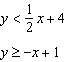 y < 1/2 x + 4
y ≥ -x + 1